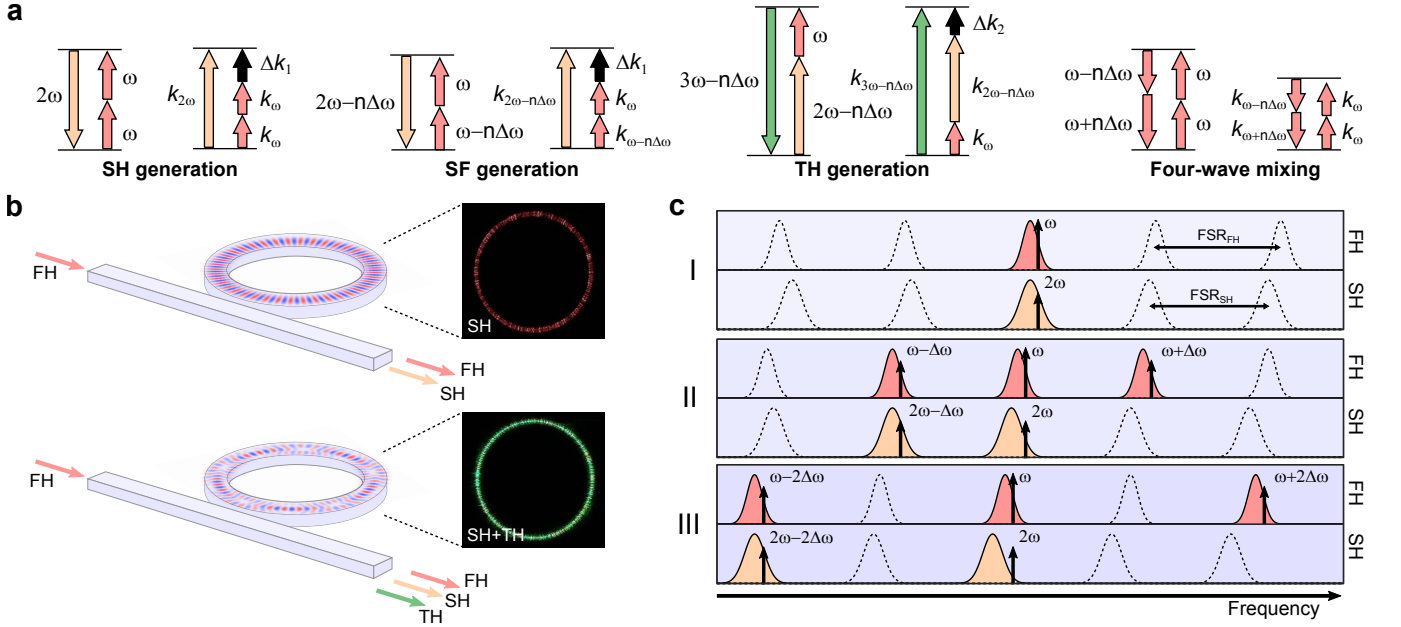 a
2ω
ω
ω
k2ω
Δk1
kω
kω
SH generation
2ω−nΔω
ω
ω−nΔω
k2ω−nΔω
Δk1
kω
kω−nΔω
SF generation
3ω−nΔω
ω
2ω−nΔω
k3ω−nΔω
Δk2
k2ω−nΔω
kω
TH generation
ω−nΔω
ω+nΔω
ω
ω
kω−nΔω
kω+nΔω
kω
kω
Four-wave mixing
b
FH
SH
FH
SH
FH
SH+TH
FH
SH
TH
c
I
ω
FSRFH
FH
2ω
FSRSH
SH
II
ω−Δω
ω
ω+Δω
FH
2ω−Δω
2ω
SH
III
ω−2Δω
ω
ω+2Δω
FH
2ω−2Δω
2ω
SH
Frequency